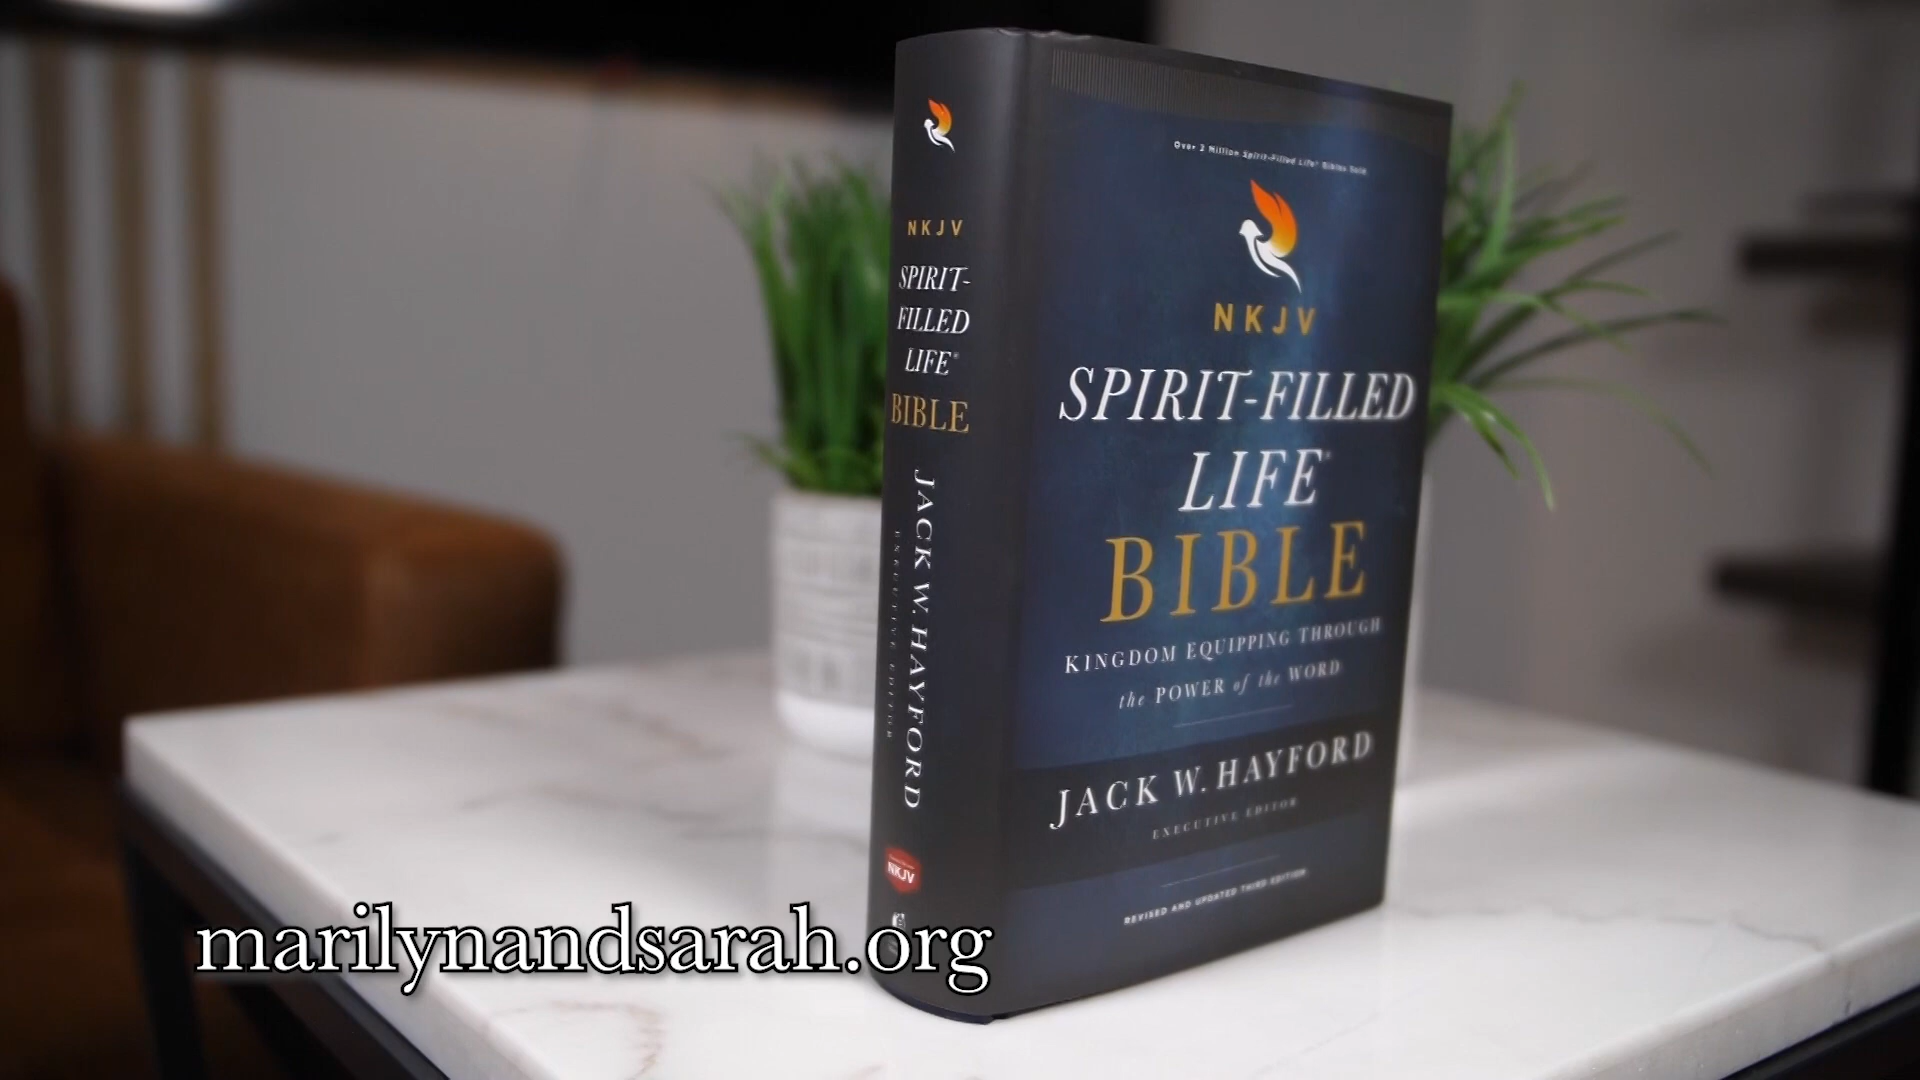 NKJV
SPIRIT-
FILLED
LIFE®
BIBLE
JACK W. HAYFORD
EXECUTIVE EDITOR
NKJV
Over 2 Million Spirit-Filled Life® Bibles Sold
NKJV
SPIRIT-FILLED
LIFE®
BIBLE
KINGDOM EQUIPPING THROUGH
the POWER of the WORD
JACK W. HAYFORD
EXECUTIVE EDITOR
REVISED AND UPDATED THIRD EDITION
marilynandsarah.org